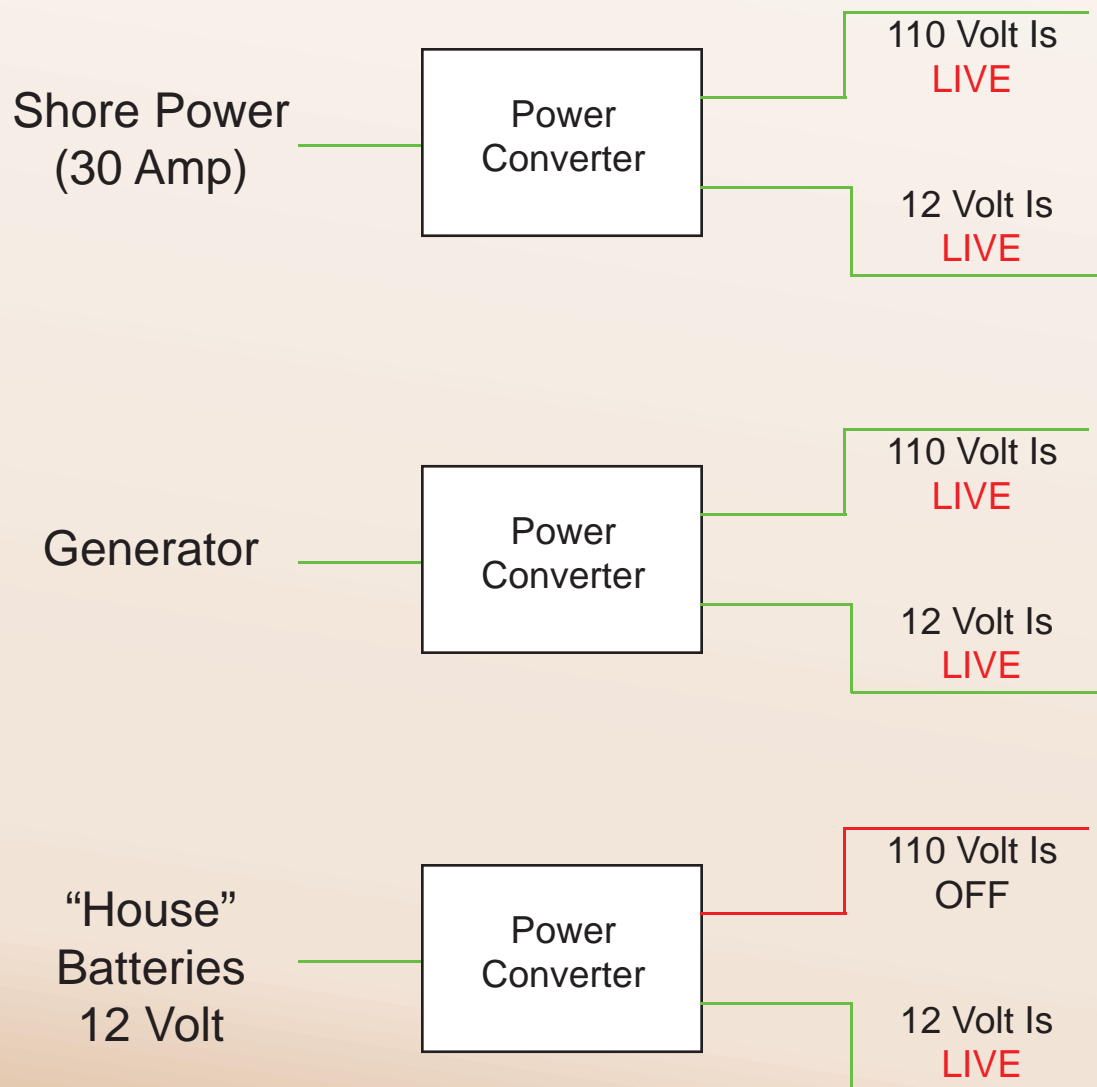 Shore Power
(30 Amp)
Power
Converter
110 Volt Is
LIVE
12 Volt Is
LIVE
Generator
Power
Converter
110 Volt Is
LIVE
12 Volt Is
LIVE
“House”
Batteries
12 Volt
Power
Converter
110 Volt Is
OFF
12 Volt Is
LIVE